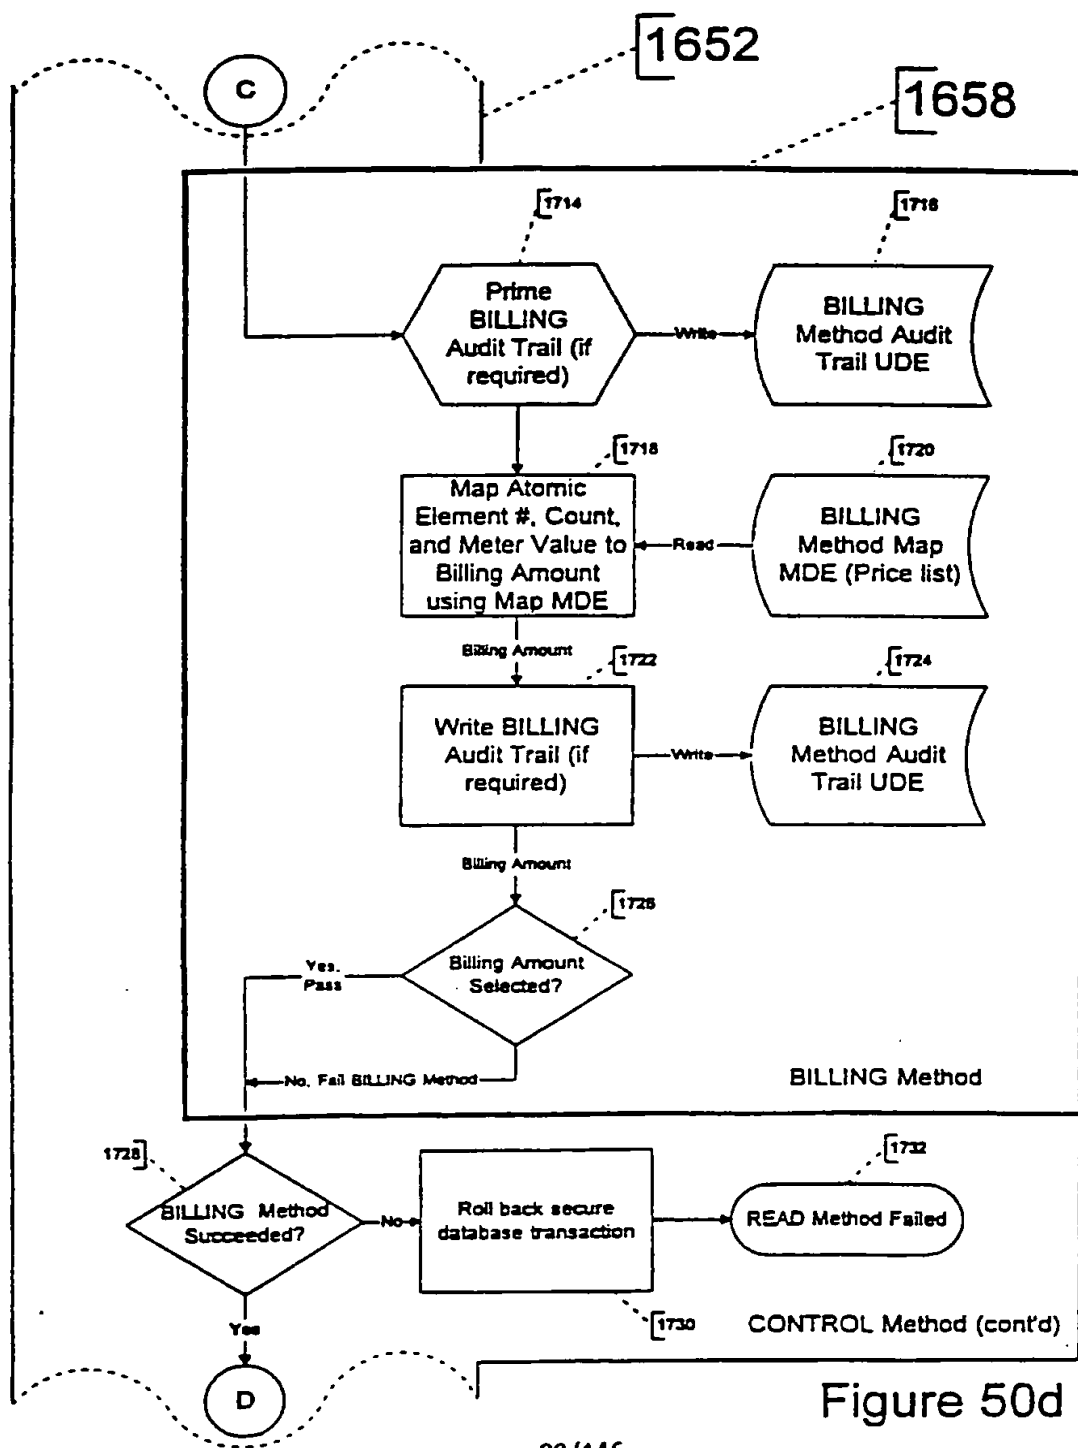 1652
C
1658
1714
1716
Prime
BILLING
Audit Trail (if
required)
Write
BILLING
Method Audit
Trail UDE
1718
1720
Map Atomic
Element #, Count,
and Meter Value to
Billing Amount
using Map MDE
Read
BILLING
Method Map
MDE (Price list)
Billing Amount
1722
1724
Write BILLING
Audit Trail (if
required)
Write
BILLING
Method Audit
Trail UDE
Billing Amount
1726
Yes,
Pass
Billing Amount
Selected?
No, Fail BILLING Method
BILLING Method
1728
1732
BILLING Method
Succeeded?
No
Roll back secure
database transaction
READ Method Failed
1730
CONTROL Method (cont'd)
Yes
D
Figure 50d